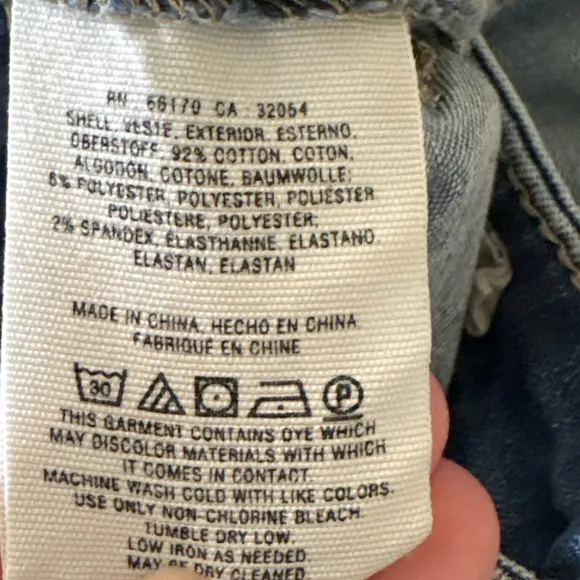 RN 66170 CA 32054
SHELL, VESTE, EXTERIOR, ESTERNO,
OBERSTOFF, 92% COTTON, COTON,
ALGODÓN, COTONE, BAUMWOLLE;
6% POLYESTER, POLYESTER, POLIÉSTER
POLIESTERE, POLYESTER;
2% SPANDEX, ÉLASTHANNE, ELASTANO
ELASTAN, ELASTAN
MADE IN CHINA, HECHO EN CHINA
FABRIQUÉ EN CHINE
30 P
THIS GARMENT CONTAINS DYE WHICH
MAY DISCOLOR MATERIALS WITH WHICH
IT COMES IN CONTACT.
MACHINE WASH COLD WITH LIKE COLORS.
USE ONLY NON-CHLORINE BLEACH.
TUMBLE DRY LOW.
LOW IRON AS NEEDED.
MAY BE DRY CLEANED